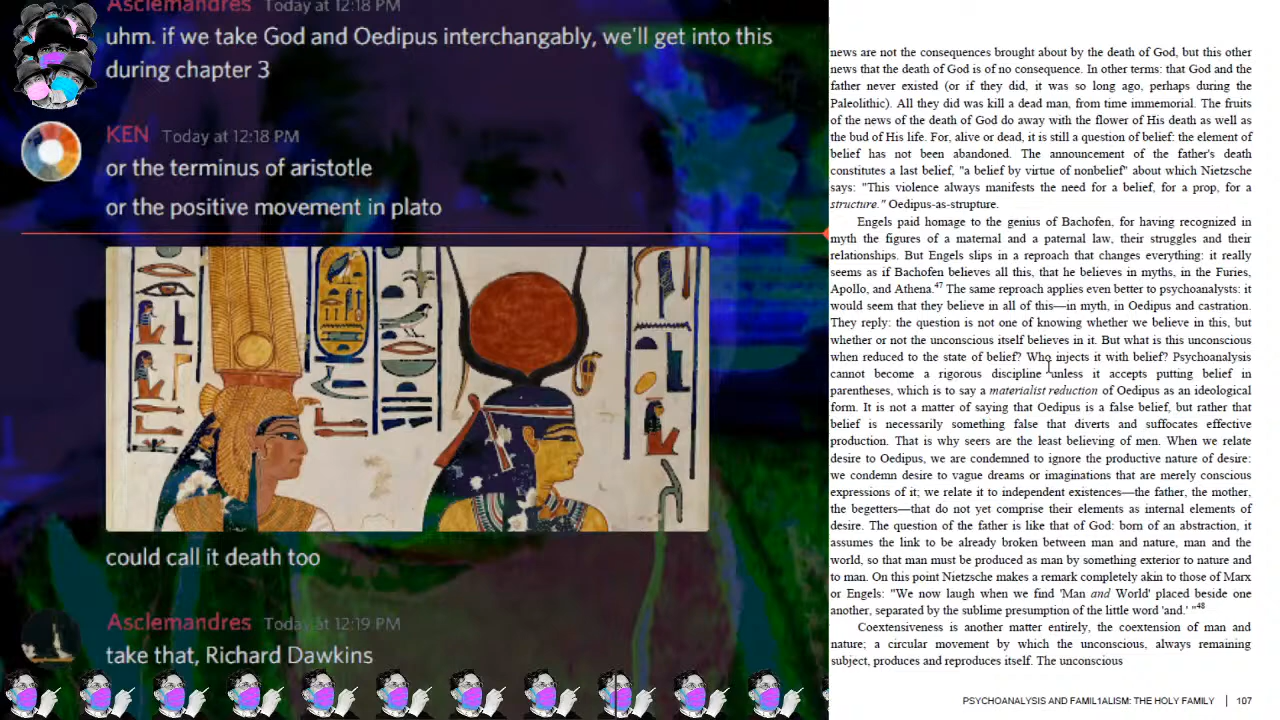 Asclemandres Today at 12:18 PM
uhm. if we take God and Oedipus interchangably, we'll get into this
during chapter 3
KEN Today at 12:18 PM
or the terminus of aristotle
or the positive movement in plato
could call it death too
Asclemandres Today at 12:19 PM
take that, Richard Dawkins
news are not the consequences brought about by the death of God, but this other
news that the death of God is of no consequence. In other terms: that God and the
father never existed (or if they did, it was so long ago, perhaps during the
Paleolithic). All they did was kill a dead man, from time immemorial. The fruits
of the news of the death of God do away with the flower of His death as well as
the bud of His life. For, alive or dead, it is still a question of belief: the element of
belief has not been abandoned. The announcement of the father's death
constitutes a last belief, "a belief by virtue of nonbelief" about which Nietzsche
says: "This violence always manifests the need for a belief, for a prop, for a
structure." Oedipus-as-strupture.
Engels paid homage to the genius of Bachofen, for having recognized in
myth the figures of a maternal and a paternal law, their struggles and their
relationships. But Engels slips in a reproach that changes everything: it really
seems as if Bachofen believes all this, that he believes in myths, in the Furies,
Apollo, and Athena.47 The same reproach applies even better to psychoanalysts: it
would seem that they believe in all of this—in myth, in Oedipus and castration.
They reply: the question is not one of knowing whether we believe in this, but
whether or not the unconscious itself believes in it. But what is this unconscious
when reduced to the state of belief? Who injects it with belief? Psychoanalysis
cannot become a rigorous discipline unless it accepts putting belief in
parentheses, which is to say a materialist reduction of Oedipus as an ideological
form. It is not a matter of saying that Oedipus is a false belief, but rather that
belief is necessarily something false that diverts and suffocates effective
production. That is why seers are the least believing of men. When we relate
desire to Oedipus, we are condemned to ignore the productive nature of desire:
we condemn desire to vague dreams or imaginations that are merely conscious
expressions of it; we relate it to independent existences—the father, the mother,
the begetters—that do not yet comprise their elements as internal elements of
desire. The question of the father is like that of God: born of an abstraction, it
assumes the link to be already broken between man and nature, man and the
world, so that man must be produced as man by something exterior to nature and
to man. On this point Nietzsche makes a remark completely akin to those of Marx
or Engels: "We now laugh when we find 'Man and World' placed beside one
another, separated by the sublime presumption of the little word 'and.' "48
Coextensiveness is another matter entirely, the coextension of man and
nature; a circular movement by which the unconscious, always remaining
subject, produces and reproduces itself. The unconscious
PSYCHOANALYSIS AND FAMIL1ALISM: THE HOLY FAMILY | 107